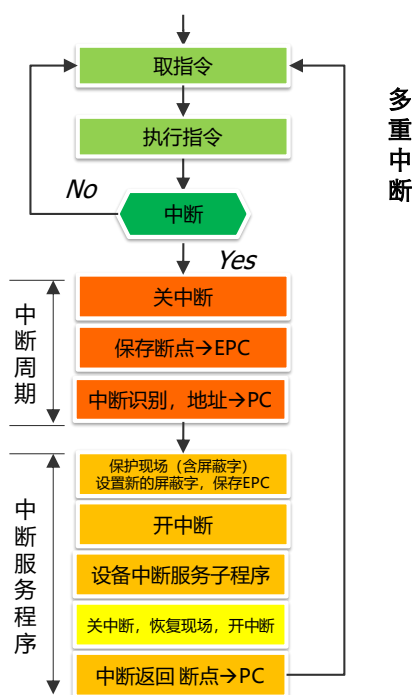 取指令
执行指令
No
中断
Yes
关中断
保存断点→EPC
中断识别，地址→PC
中断周期
保护现场（含屏蔽字）
设置新的屏蔽字，保存EPC
开中断
设备中断服务子程序
关中断，恢复现场，开中断
中断返回 断点→PC
中断服务程序
多重中断